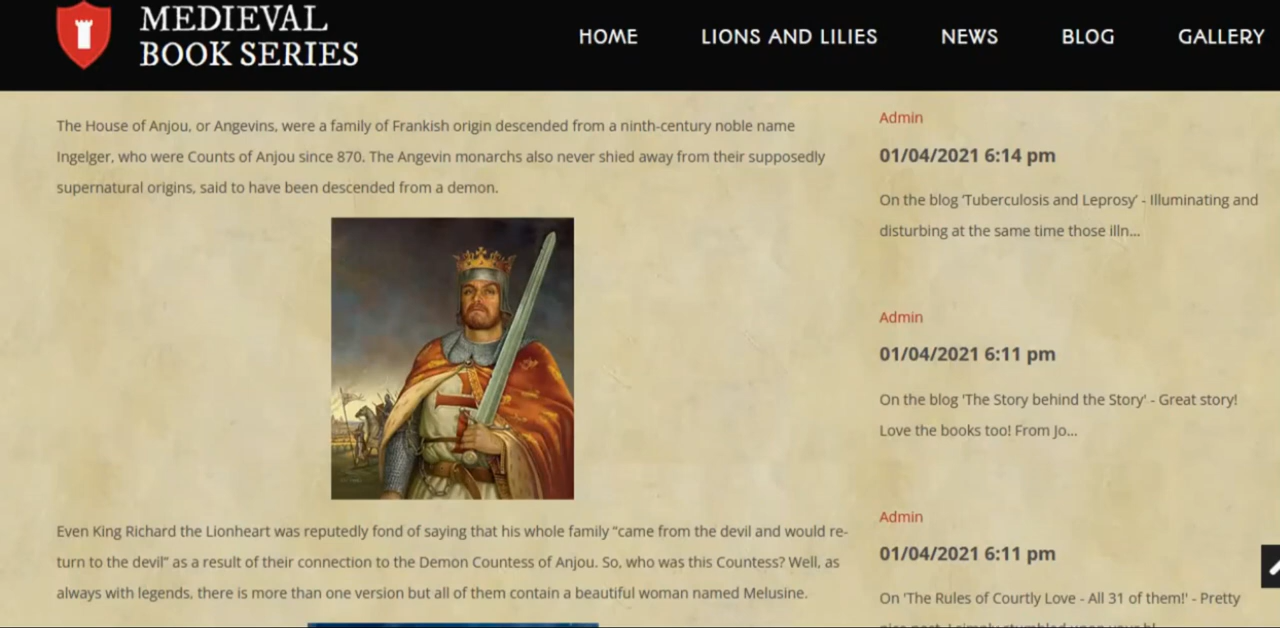 MEDIEVAL
BOOK SERIES
HOME LIONS AND LILIES NEWS BLOG GALLERY
The House of Anjou, or Angevins, were a family of Frankish origin descended from a ninth-century noble name
Ingelger, who were Counts of Anjou since 870. The Angevin monarchs also never shied away from their supposedly
supernatural origins, said to have been descended from a demon.
Even King Richard the Lionheart was reputedly fond of saying that his whole family "came from the devil and would re-
turn to the devil" as a result of their connection to the Demon Countess of Anjou. So, who was this Countess? Well, as
always with legends, there is more than one version but all of them contain a beautiful woman named Melusine.
Admin
01/04/2021 6:14 pm
On the blog 'Tuberculosis and Leprosy' - Illuminating and
disturbing at the same time those illn...
Admin
01/04/2021 6:11 pm
On the blog 'The Story behind the Story' - Great story!
Love the books too! From Jo...
Admin
01/04/2021 6:11 pm
On 'The Rules of Courtly Love - All 31 of them!' - Pretty